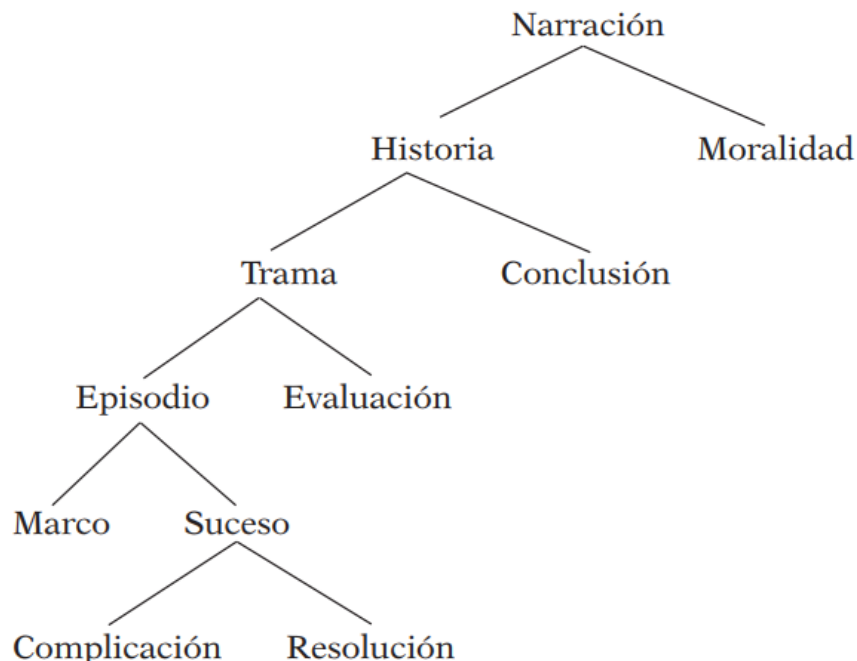 Narración
Historia Moralidad
Trama Conclusión
Episodio Evaluación
Marco Suceso
Complicación Resolución